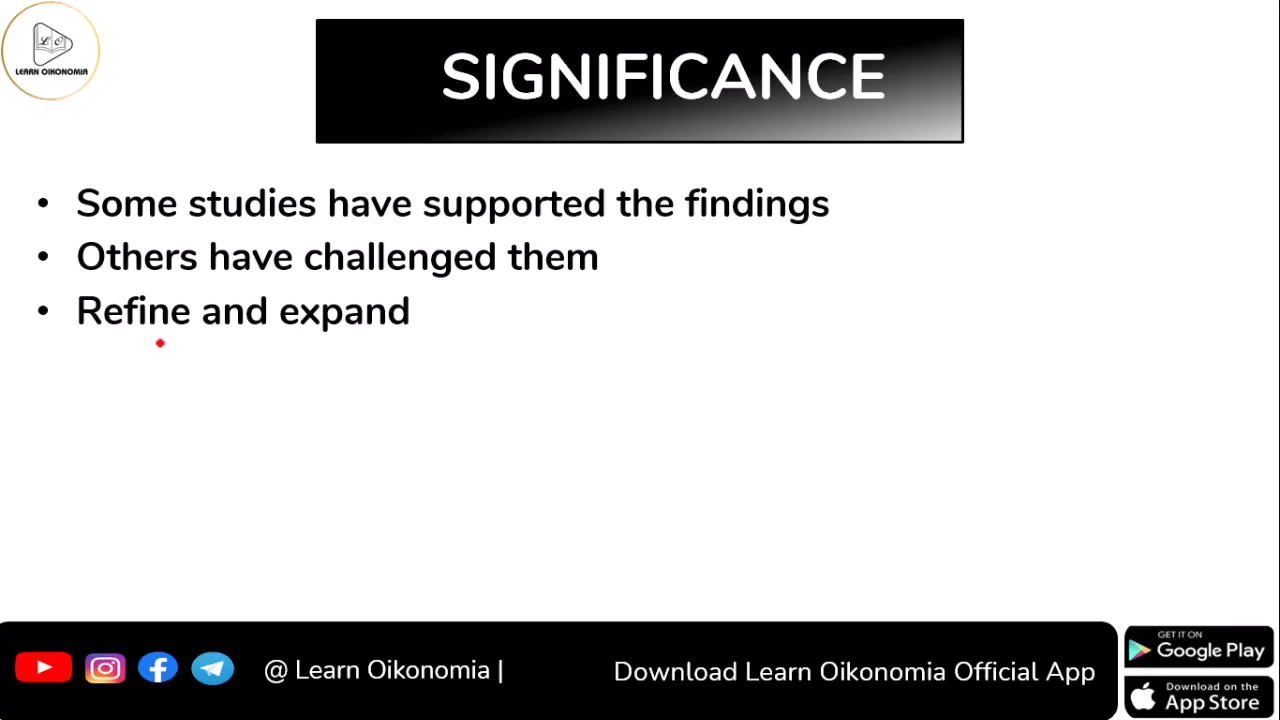 LEARN OIKONOMIA
SIGNIFICANCE
• Some studies have supported the findings
• Others have challenged them
• Refine and expand
@ Learn Oikonomia |
Download Learn Oikonomia Official App
GET IT ON
Google Play
Download on the
App Store